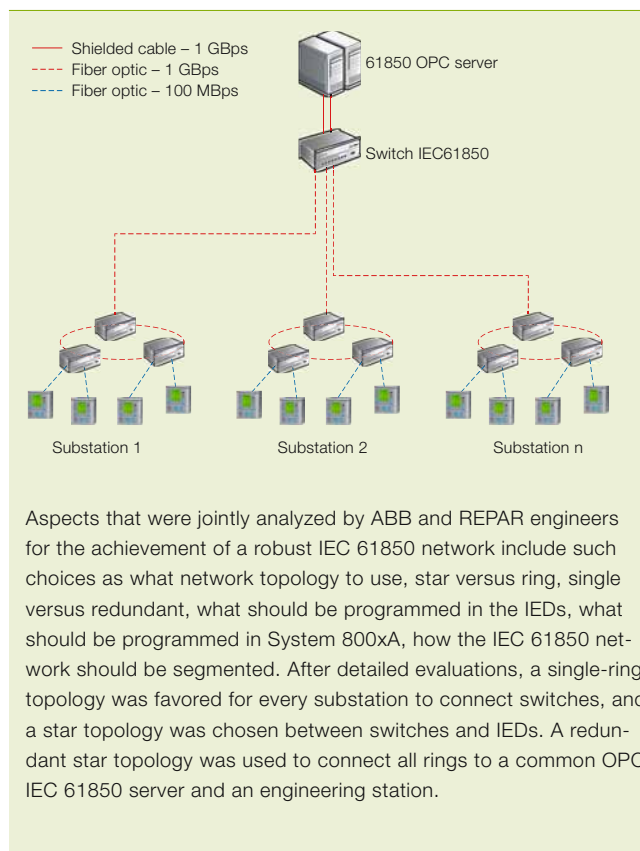 Shielded cable – 1 GBps
Fiber optic – 1 GBps
Fiber optic – 100 MBps
61850 OPC server
Switch IEC61850
Substation 1
Substation 2
Substation n
Aspects that were jointly analyzed by ABB and REPAR engineers
for the achievement of a robust IEC 61850 network include such
choices as what network topology to use, star versus ring, single
versus redundant, what should be programmed in the IEDs, what
should be programmed in System 800xA, how the IEC 61850 net-
work should be segmented. After detailed evaluations, a single-ring
topology was favored for every substation to connect switches, and
a star topology was chosen between switches and IEDs. A redun-
dant star topology was used to connect all rings to a common OPC
IEC 61850 server and an engineering station.